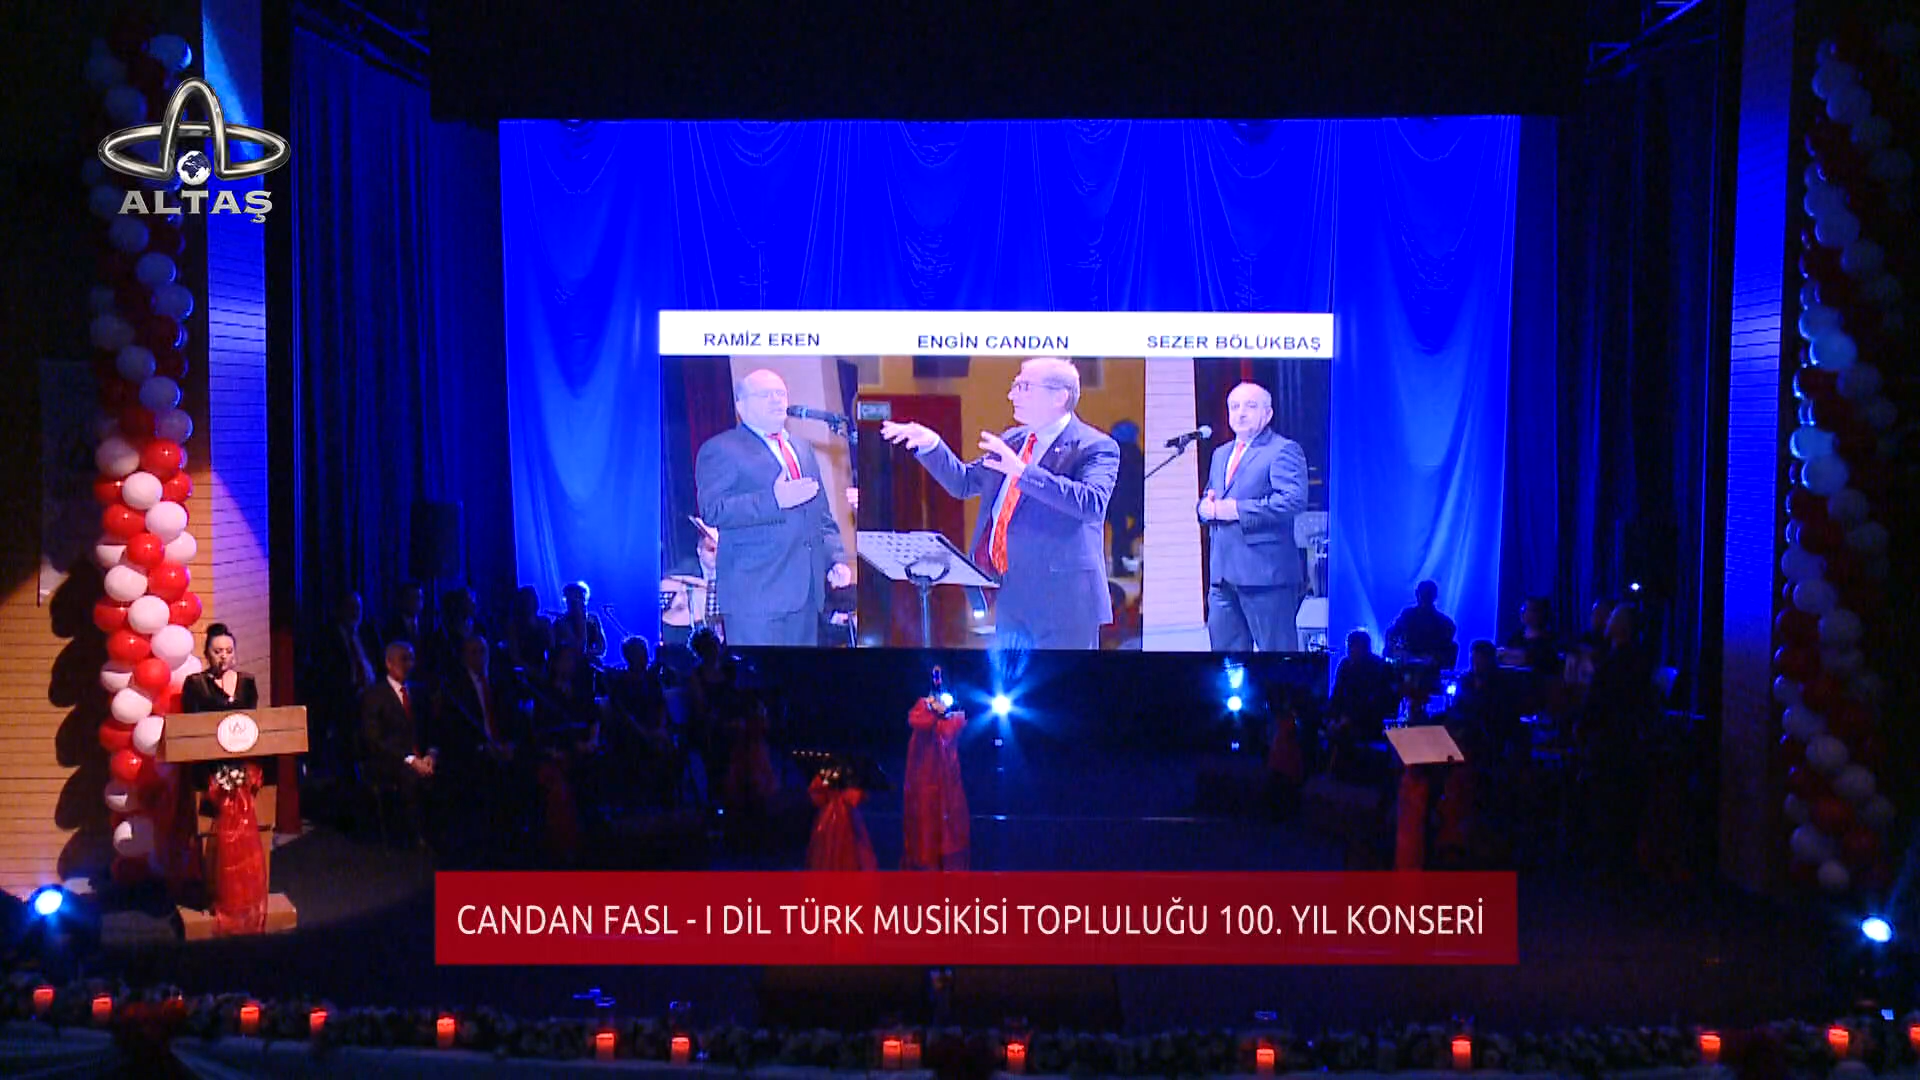 ALTAŞ
RAMİZ EREN
ENGİN CANDAN
SEZER BÖLÜKBAŞ
CANDAN FASL - I DİL TÜRK MUSİKİSİ TOPLULUĞU 100. YIL KONSERİ